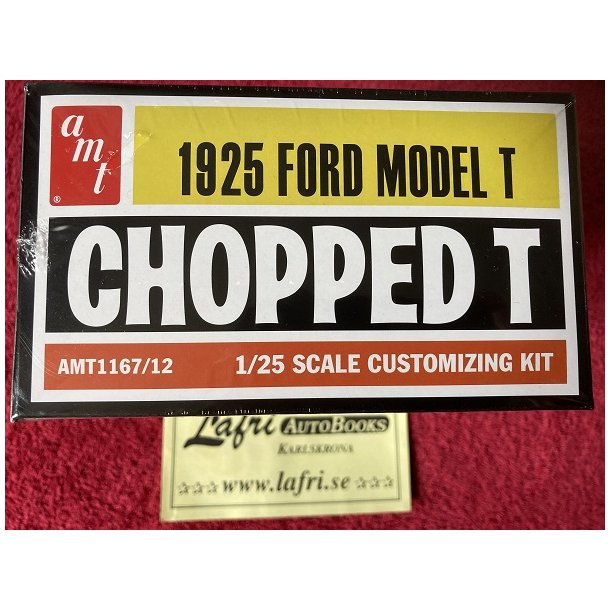 amt
®
1925 FORD MODEL T
CHOPPED T
AMT1167/12 1/25 SCALE CUSTOMIZING KIT
Lafri AUTOBOOKS
KARLSKRONA
www.lafri.se